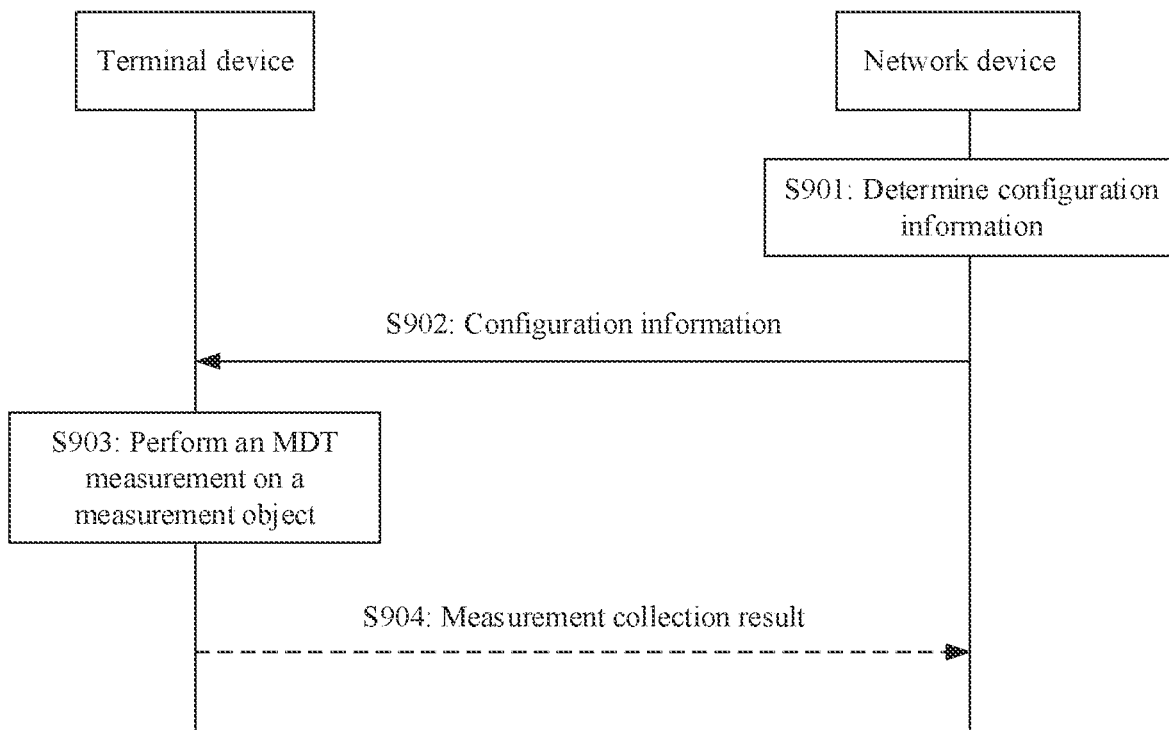 Terminal device
Network device
S901: Determine configuration
information
S902: Configuration information
S903: Perform an MDT
measurement on a
measurement object
S904: Measurement collection result